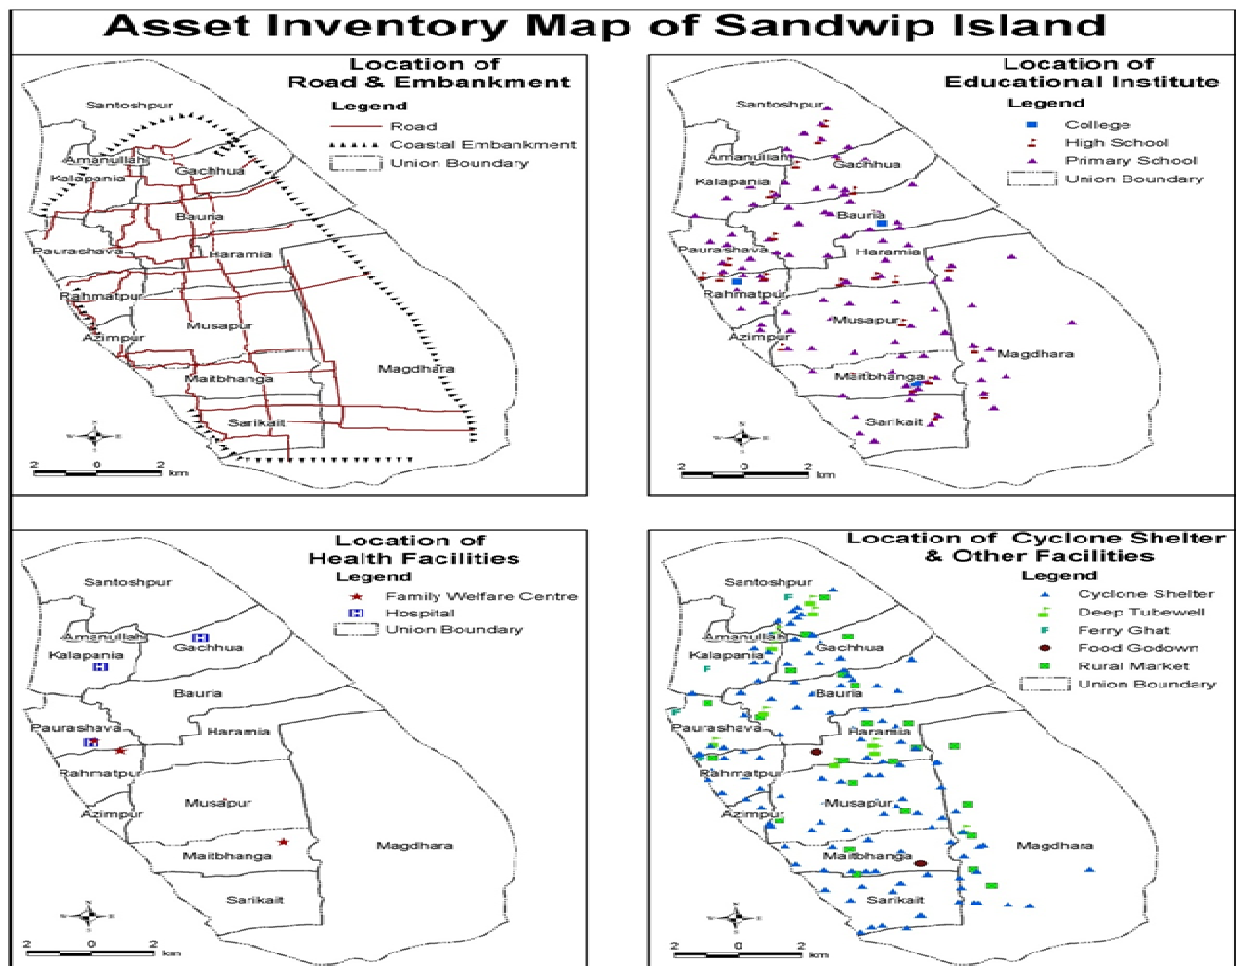 Asset Inventory Map of Sandwip Island
Location of
Road & Embankment
Legend
Road
Coastal Embankment
Union Boundary
Santoshpur
Amanullah
Kalapania
Gachhua
Bauria
Paurashava
Haramia
Rahmatpur
Musapur
Azimpur
Magdhara
Maitbhanga
Sarikait
W E
2 0 2
km
Location of
Educational Institute
Legend
College
High School
Primary School
Union Boundary
Santoshpur
Amanullah
Gachhua
Kalapania
Bauria
Paurashava
Haramia
Rahmatpur
Musapur
Azimpur
Magdhara
Maitbhanga
Sarikait
W E
2 0 2
km
Location of
Health Facilities
Legend
Family Welfare Centre
H Hospital
Union Boundary
Santoshpur
Amanullah
H
Gachhua
Kalapania
H
Bauria
Paurashava
Haramia
H
Rahmatpur
Musapur
Azimpur
Magdhara
Maitbhanga
Sarikait
W E
2 0 2
km
Location of Cyclone Shelter
& Other Facilities
Legend
Cyclone Shelter
Deep Tubewell
F Ferry Ghat
Food Godown
Rural Market
Union Boundary
Santoshpur
F
Amanullah
Gachhua
Kalapania
F
Bauria
F
Paurashava
Haramia
Rahmatpur
Musapur
Azimpur
Magdhara
Maitbhanga
Sarikait
W E
2 0 2
km